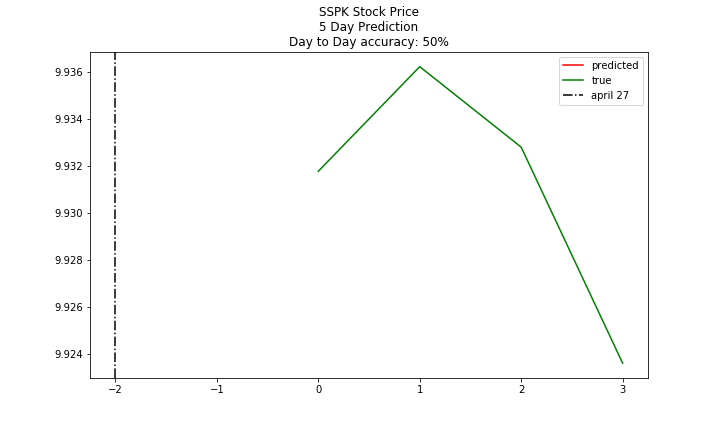 SSPK Stock Price
5 Day Prediction
Day to Day accuracy: 50%
predicted
true
april 27
9.936
9.934
9.932
9.930
9.928
9.926
9.924
−2
−1
0
1
2
3